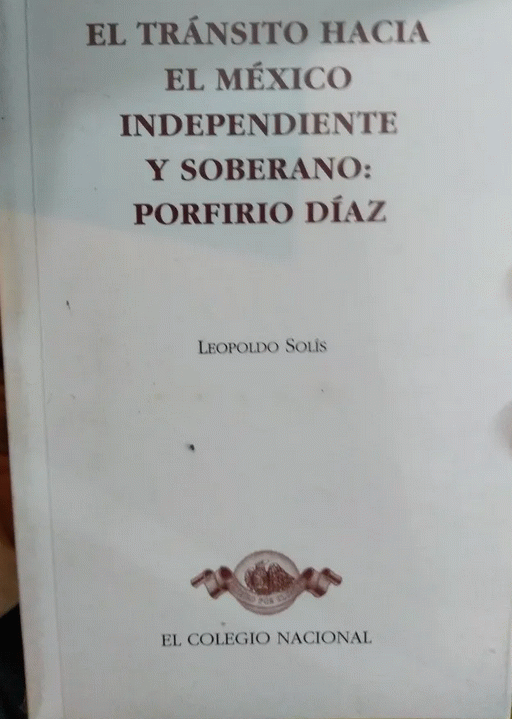 EL TRÁNSITO HACIA
EL MÉXICO
INDEPENDIENTE
Y SOBERANO:
PORFIRIO DÍAZ
LEOPOLDO SOLÍS
EL COLEGIO NACIONAL